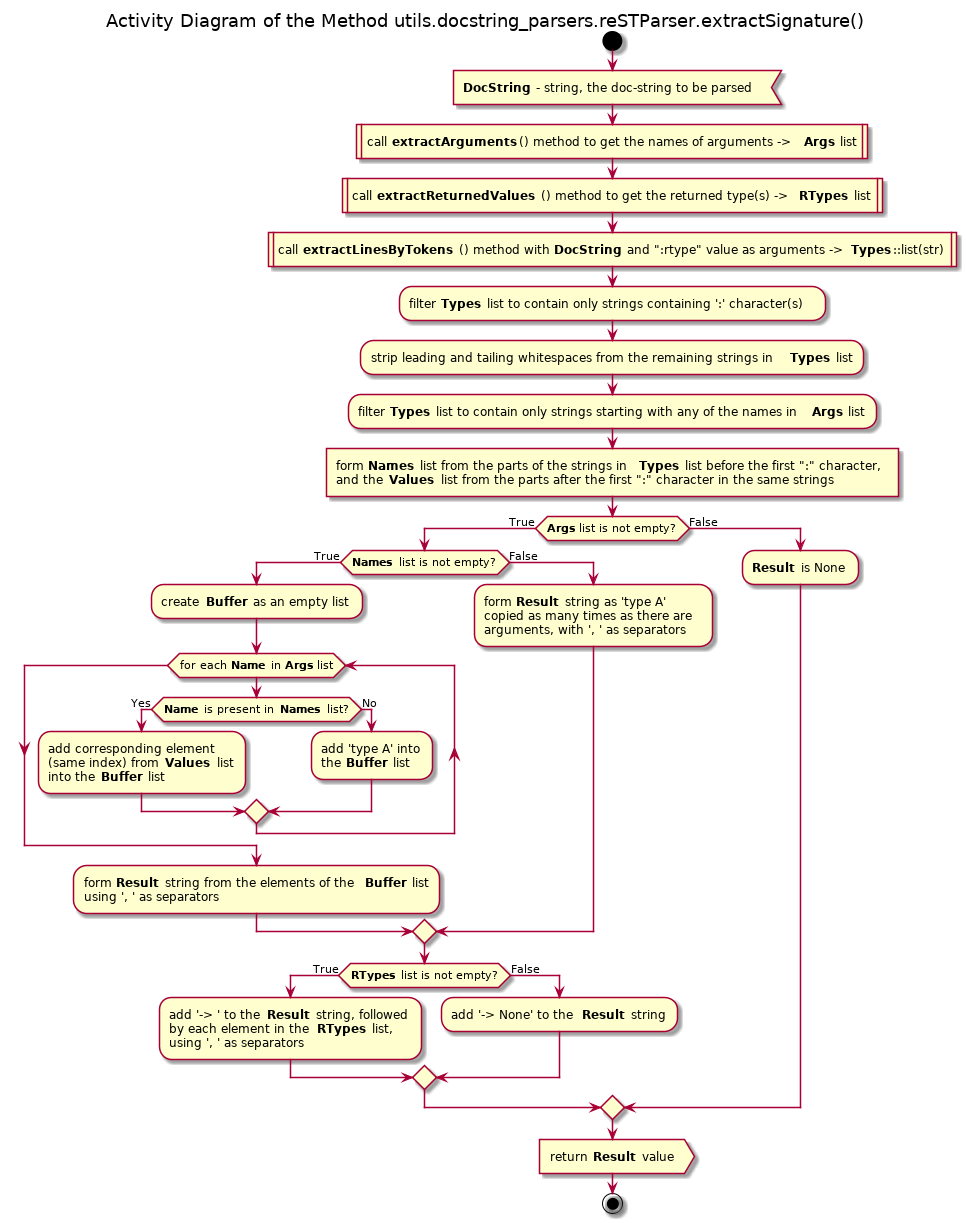 Activity Diagram of the Method utils.docstring_parsers.reSTParser.extractSignature()
DocString - string, the doc-string to be parsed
call extractArguments() method to get the names of arguments -> Args list
call extractReturnedValues () method to get the returned type(s) -> RTypes list
call extractLinesByTokens () method with DocString and ":rtype" value as arguments -> Types::list(str)
filter Types list to contain only strings containing ':' character(s)
strip leading and tailing whitespaces from the remaining strings in Types list
filter Types list to contain only strings starting with any of the names in Args list
form Names list from the parts of the strings in Types list before the first ":" character,
and the Values list from the parts after the first ":" character in the same strings
True
Args list is not empty?
False
True
Names list is not empty?
False
Result is None
create Buffer as an empty list
form Result string as 'type A'
copied as many times as there are
arguments, with ', ' as separators
for each Name in Args list
Yes
Name is present in Names list?
No
add corresponding element
(same index) from Values list
into the Buffer list
add 'type A' into
the Buffer list
form Result string from the elements of the Buffer list
using ', ' as separators
True
RTypes list is not empty?
False
add '-> ' to the Result string, followed
by each element in the RTypes list,
using ', ' as separators
add '-> None' to the Result string
return Result value